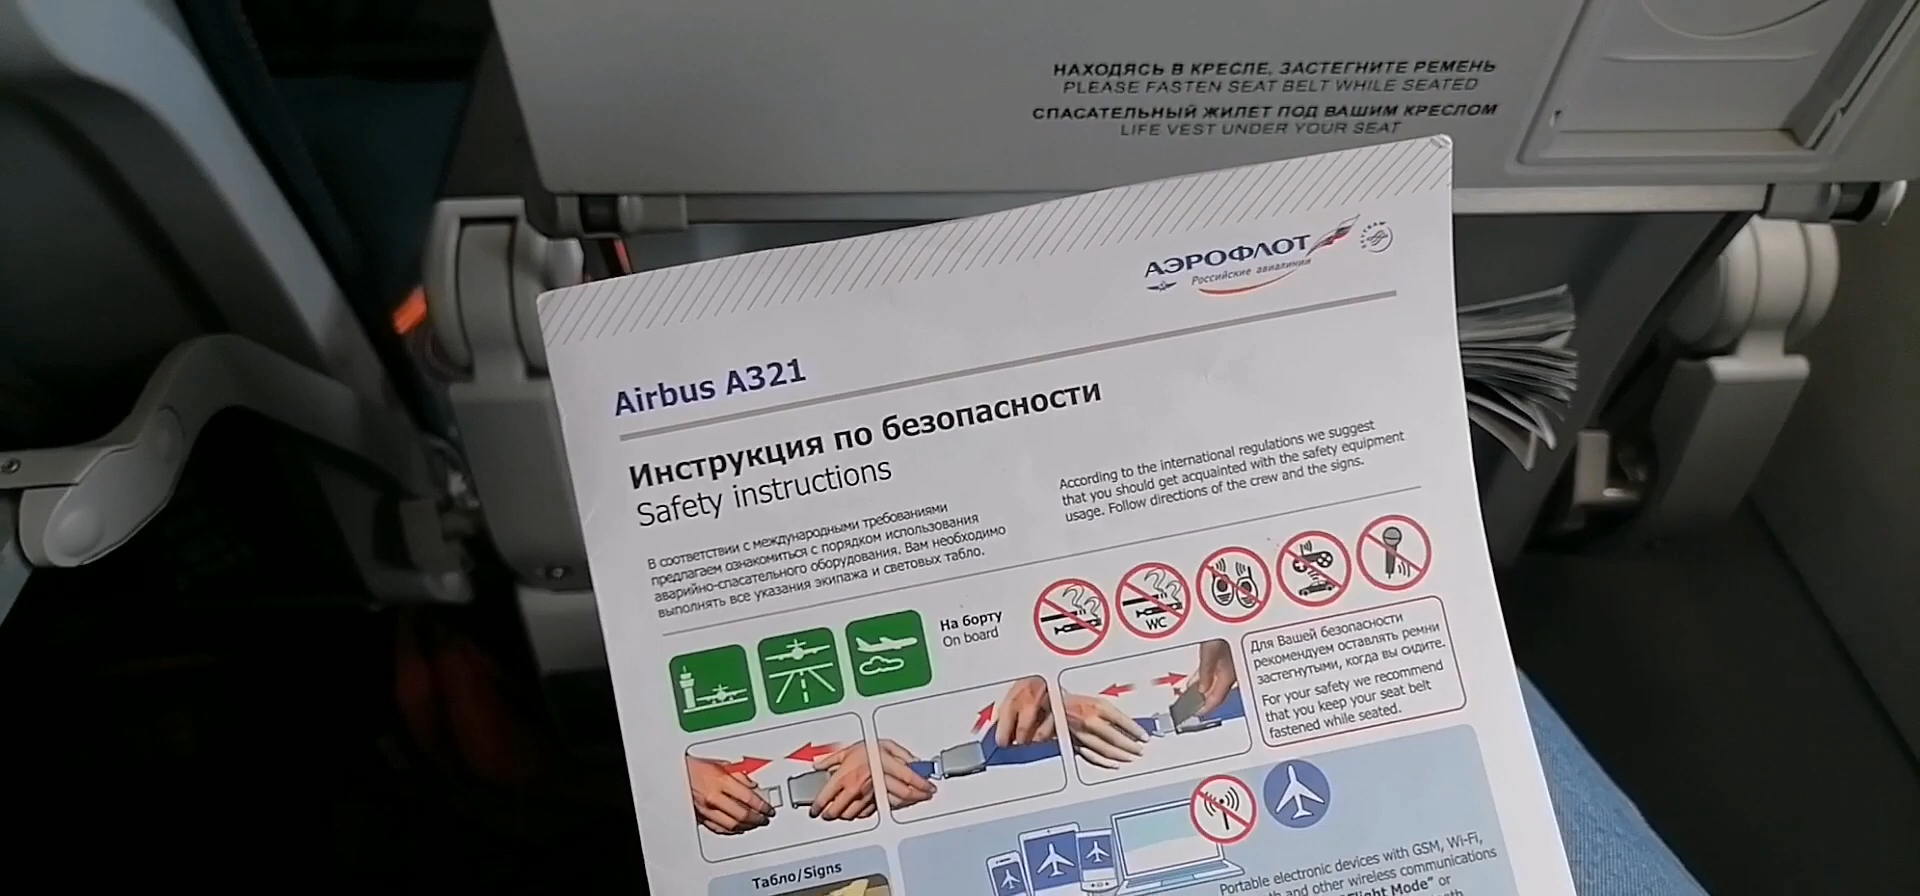 НАХОДЯСЬ В КРЕСЛЕ, ЗАСТЕГНИТЕ РЕМЕНЬ
PLEASE FASTEN SEAT BELT WHILE SEATED
СПАСАТЕЛЬНЫЙ ЖИЛЕТ ПОД ВАШИМ КРЕСЛОМ
LIFE VEST UNDER YOUR SEAT
АЭРОФЛОТ
Российские авиалинии
Airbus A321
Инструкция по безопасности
Safety instructions
В соответствии с международными требованиями
предлагаем ознакомиться с порядком использования
аварийно-спасательного оборудования. Вам необходимо
выполнять все указания экипажа и световых табло.
According to the international regulations we suggest
that you should get acquainted with the safety equipment
usage. Follow directions of the crew and the signs.
На борту
On board
WC
Для Вашей безопасности
рекомендуем оставлять ремни
застегнутыми, когда вы сидите.
For your safety we recommend
that you keep your seat belt
fastened while seated.
Табло/Signs
Portable electronic devices with GSM, Wi-Fi,
and other wireless communications
Mode" or